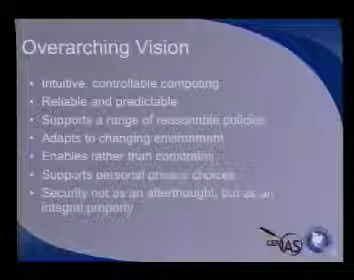 Overarching Vision
• Intuitive, controllable computing
• Reliable and predictable
• Supports a range of reasonable policies
• Adapts to changing environment
• Enables rather than constrains
• Supports personal privacy choices
• Security not as an afterthought, but as an
integral property